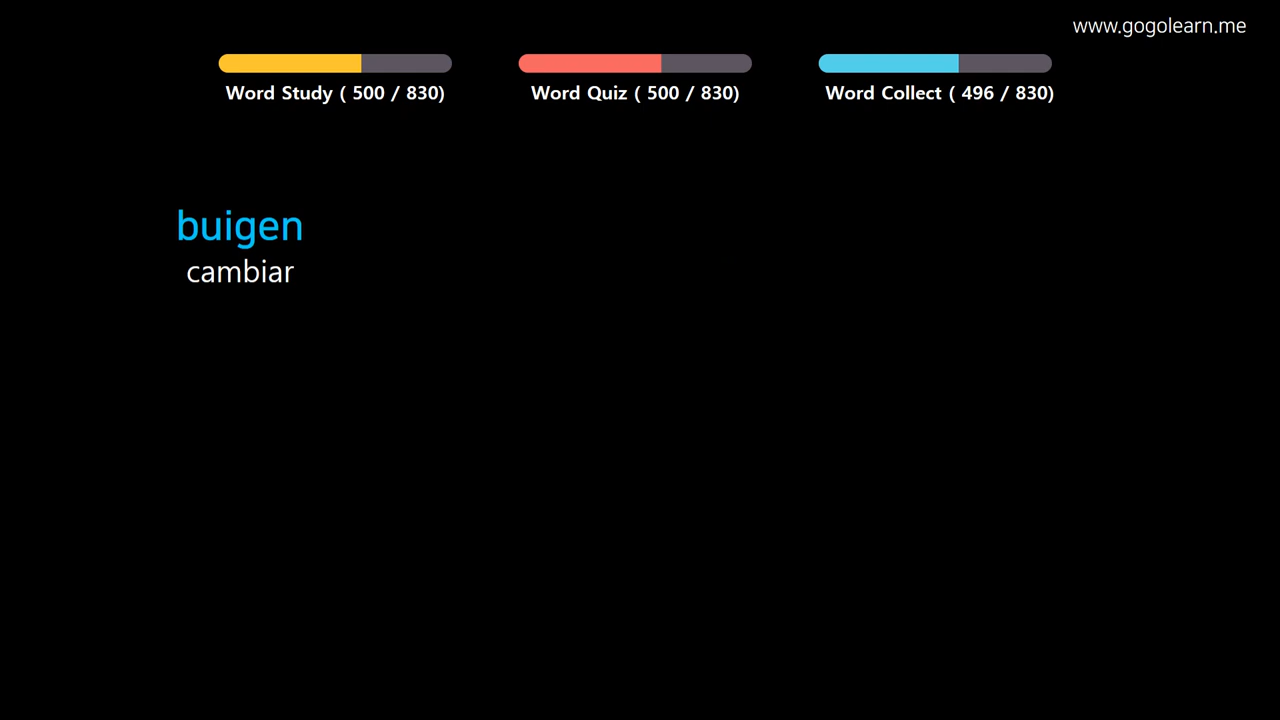 www.gogolearn.me
Word Study ( 500 / 830)
Word Quiz ( 500 / 830)
Word Collect ( 496 / 830)
buigen
cambiar